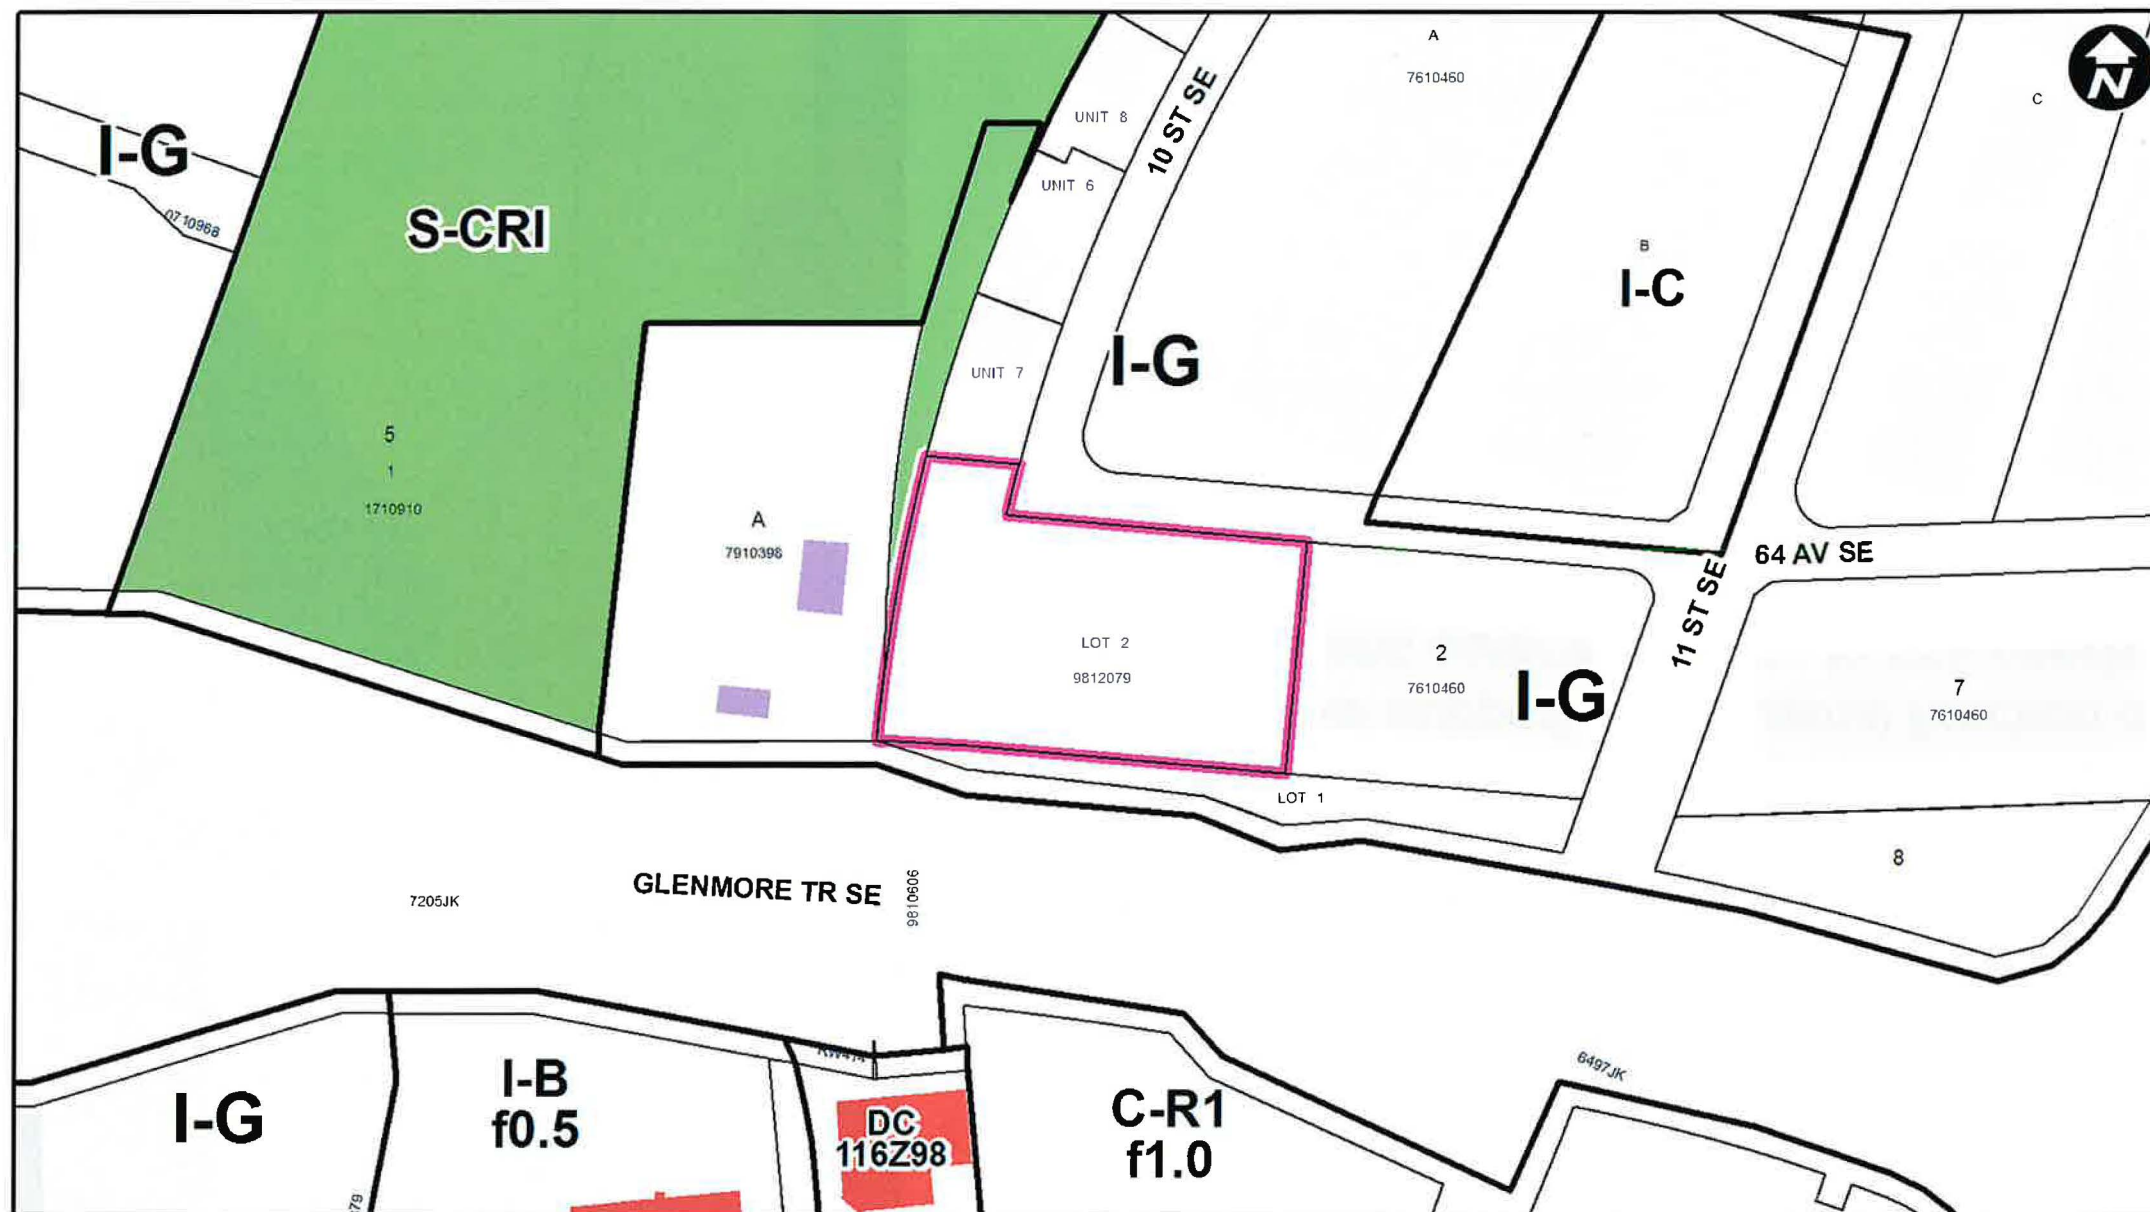 A
7610460
N
C
UNIT 8
10 ST SE
I-G
UNIT 6
0710968
S-CRI
B
I-C
I-G
UNIT 7
5
1
1710910
A
7910398
64 AV SE
11 ST SE
LOT 2
9812079
2
7610460
I-G
7
7610460
LOT 1
8
GLENMORE TR SE
7205JK
9810606
6497JK
I-B
f0.5
I-G
DC
116Z98
C-R1
f1.0